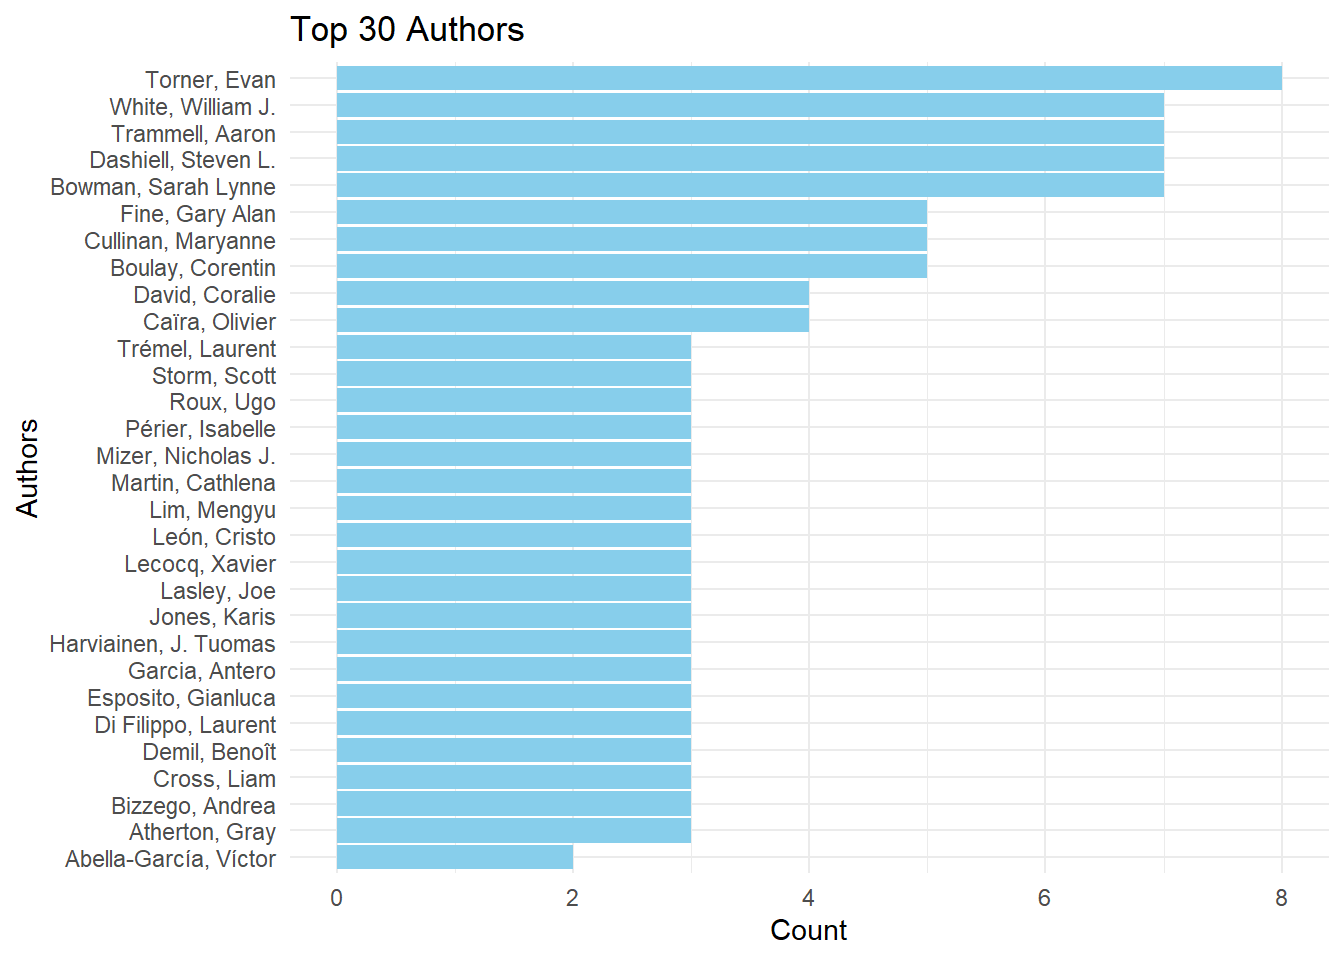 Top 30 Authors
Torner, Evan
White, William J.
Trammell, Aaron
Dashiell, Steven L.
Bowman, Sarah Lynne
Fine, Gary Alan
Cullinan, Maryanne
Boulay, Corentin
David, Coralie
Caïra, Olivier
Trémel, Laurent
Storm, Scott
Roux, Ugo
Périer, Isabelle
Mizer, Nicholas J.
Martin, Cathlena
Lim, Mengyu
León, Cristo
Lecocq, Xavier
Lasley, Joe
Jones, Karis
Harviainen, J. Tuomas
Garcia, Antero
Esposito, Gianluca
Di Filippo, Laurent
Demil, Benoît
Cross, Liam
Bizzego, Andrea
Atherton, Gray
Abella-García, Víctor
Authors
0 2 4 6 8
Count